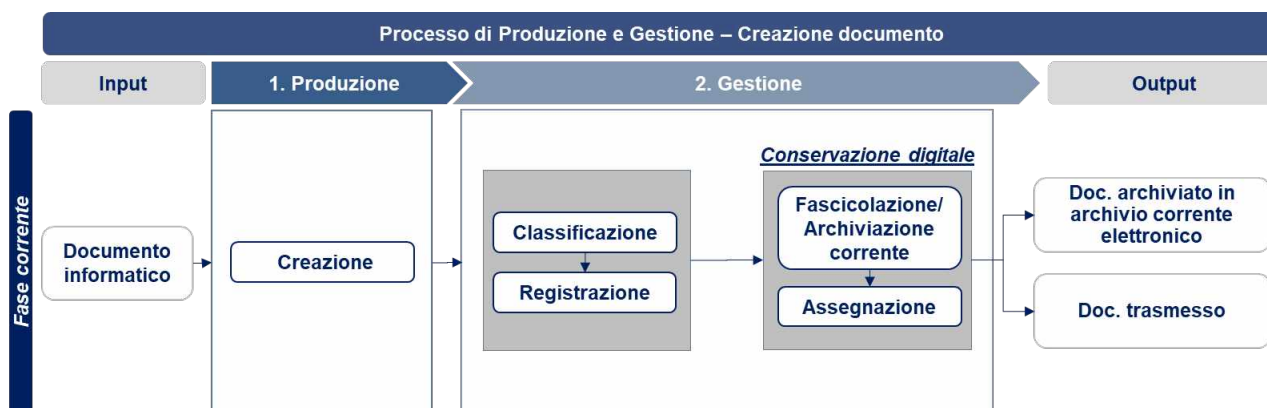 Processo di Produzione e Gestione – Creazione documento
Input
1. Produzione
2. Gestione
Output
Fase corrente
Documento
informatico
Creazione
Classificazione
Registrazione
Conservazione digitale
Fascicolazione/
Archiviazione
corrente
Assegnazione
Doc. archiviato in
archivio corrente
elettronico
Doc. trasmesso